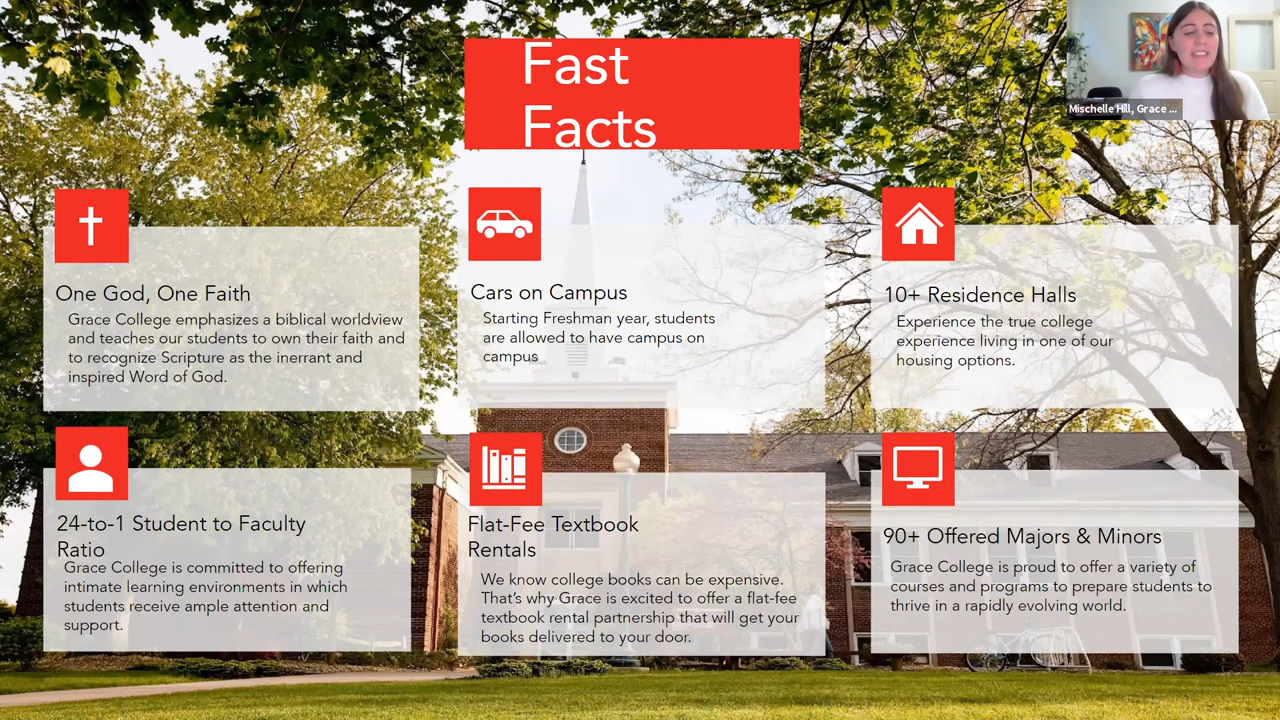 Fast
Facts
Mischelle Hill, Grace ...
One God, One Faith
Grace College emphasizes a biblical worldview
and teaches our students to own their faith and
to recognize Scripture as the inerrant and
inspired Word of God.
Cars on Campus
Starting Freshman year, students
are allowed to have campus on
campus
10+ Residence Halls
Experience the true college
experience living in one of our
housing options.
24-to-1 Student to Faculty
Ratio
Grace College is committed to offering
intimate learning environments in which
students receive ample attention and
support.
Flat-Fee Textbook
Rentals
We know college books can be expensive.
That's why Grace is excited to offer a flat-fee
textbook rental partnership that will get your
books delivered to your door.
90+ Offered Majors & Minors
Grace College is proud to offer a variety of
courses and programs to prepare students to
thrive in a rapidly evolving world.